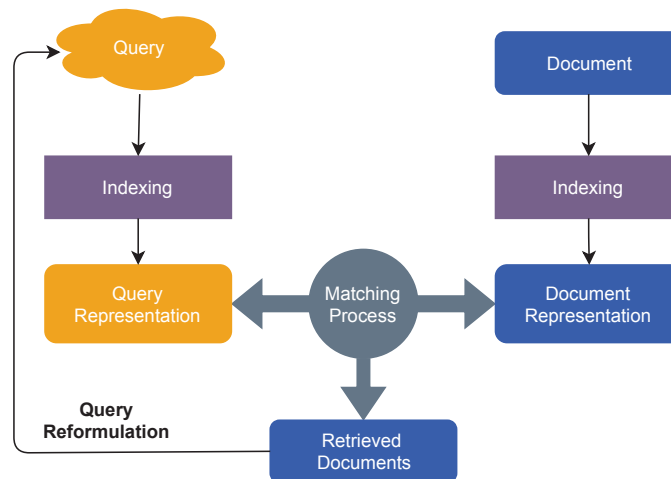 Query
Document
Indexing
Indexing
Query
Representation
Matching
Process
Document
Representation
Query
Reformulation
Retrieved
Documents